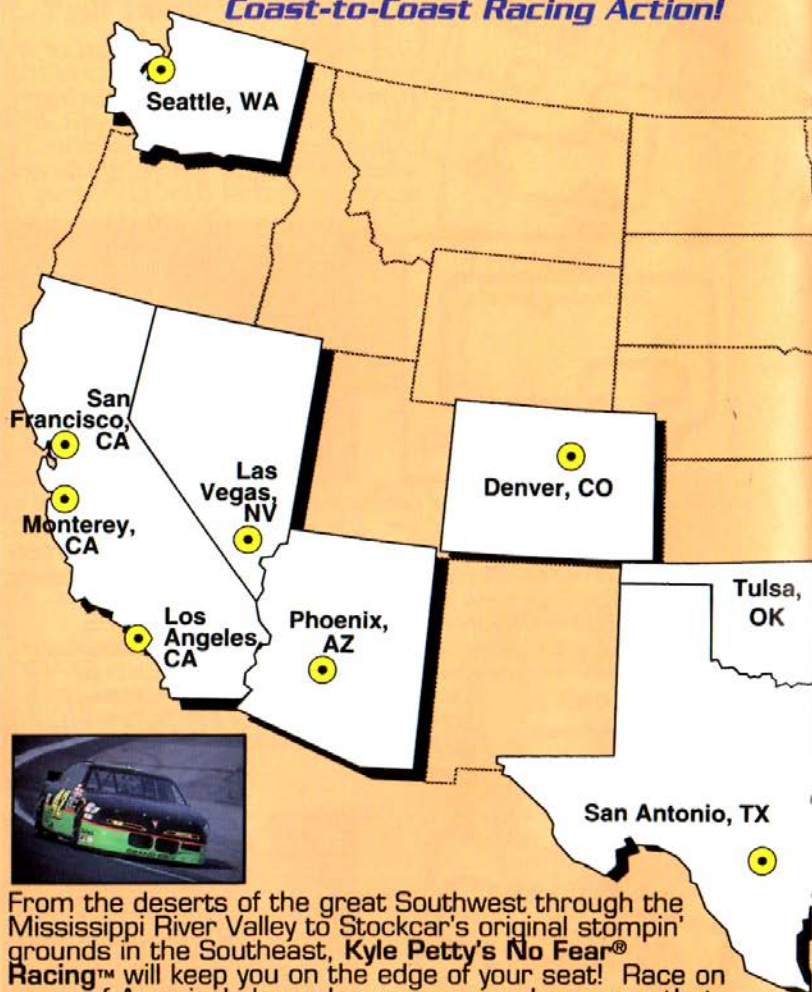 Coast-to-Coast Racing Action!
Seattle, WA
San
Francisco,
CA
Monterey,
CA
Las
Vegas,
NV
Los
Angeles,
CA
Phoenix,
AZ
Denver, CO
Tulsa,
OK
San Antonio, TX
From the deserts of the great Southwest through the
Mississippi River Valley to Stockcar's original stompin'
grounds in the Southeast, Kyle Petty's No Fear®
Racing™ will keep you on the edge of your seat! Race on